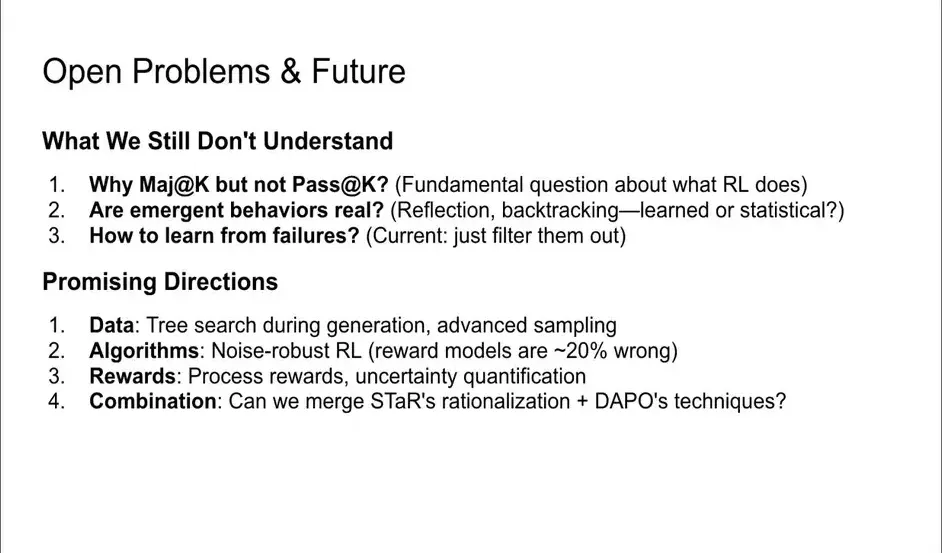 Open Problems & Future
What We Still Don't Understand
1. Why Maj@K but not Pass@K? (Fundamental question about what RL does)
2. Are emergent behaviors real? (Reflection, backtracking—learned or statistical?)
3. How to learn from failures? (Current: just filter them out)
Promising Directions
1. Data: Tree search during generation, advanced sampling
2. Algorithms: Noise-robust RL (reward models are ~20% wrong)
3. Rewards: Process rewards, uncertainty quantification
4. Combination: Can we merge STaR's rationalization + DAPO's techniques?